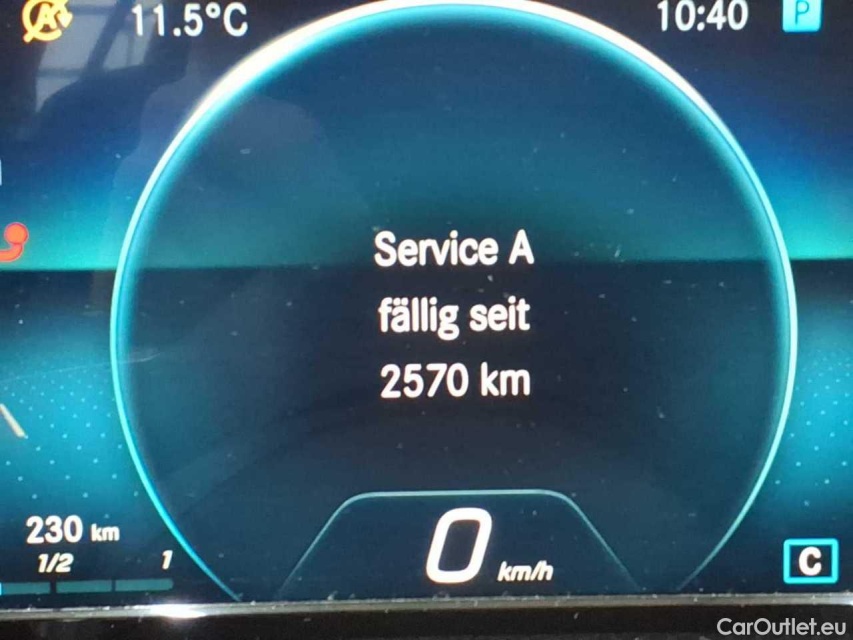 11.5°C
10:40
P
Service A
fällig seit
2570 km
230 km
1/2 1
0 km/h
C
CarOutlet.eu